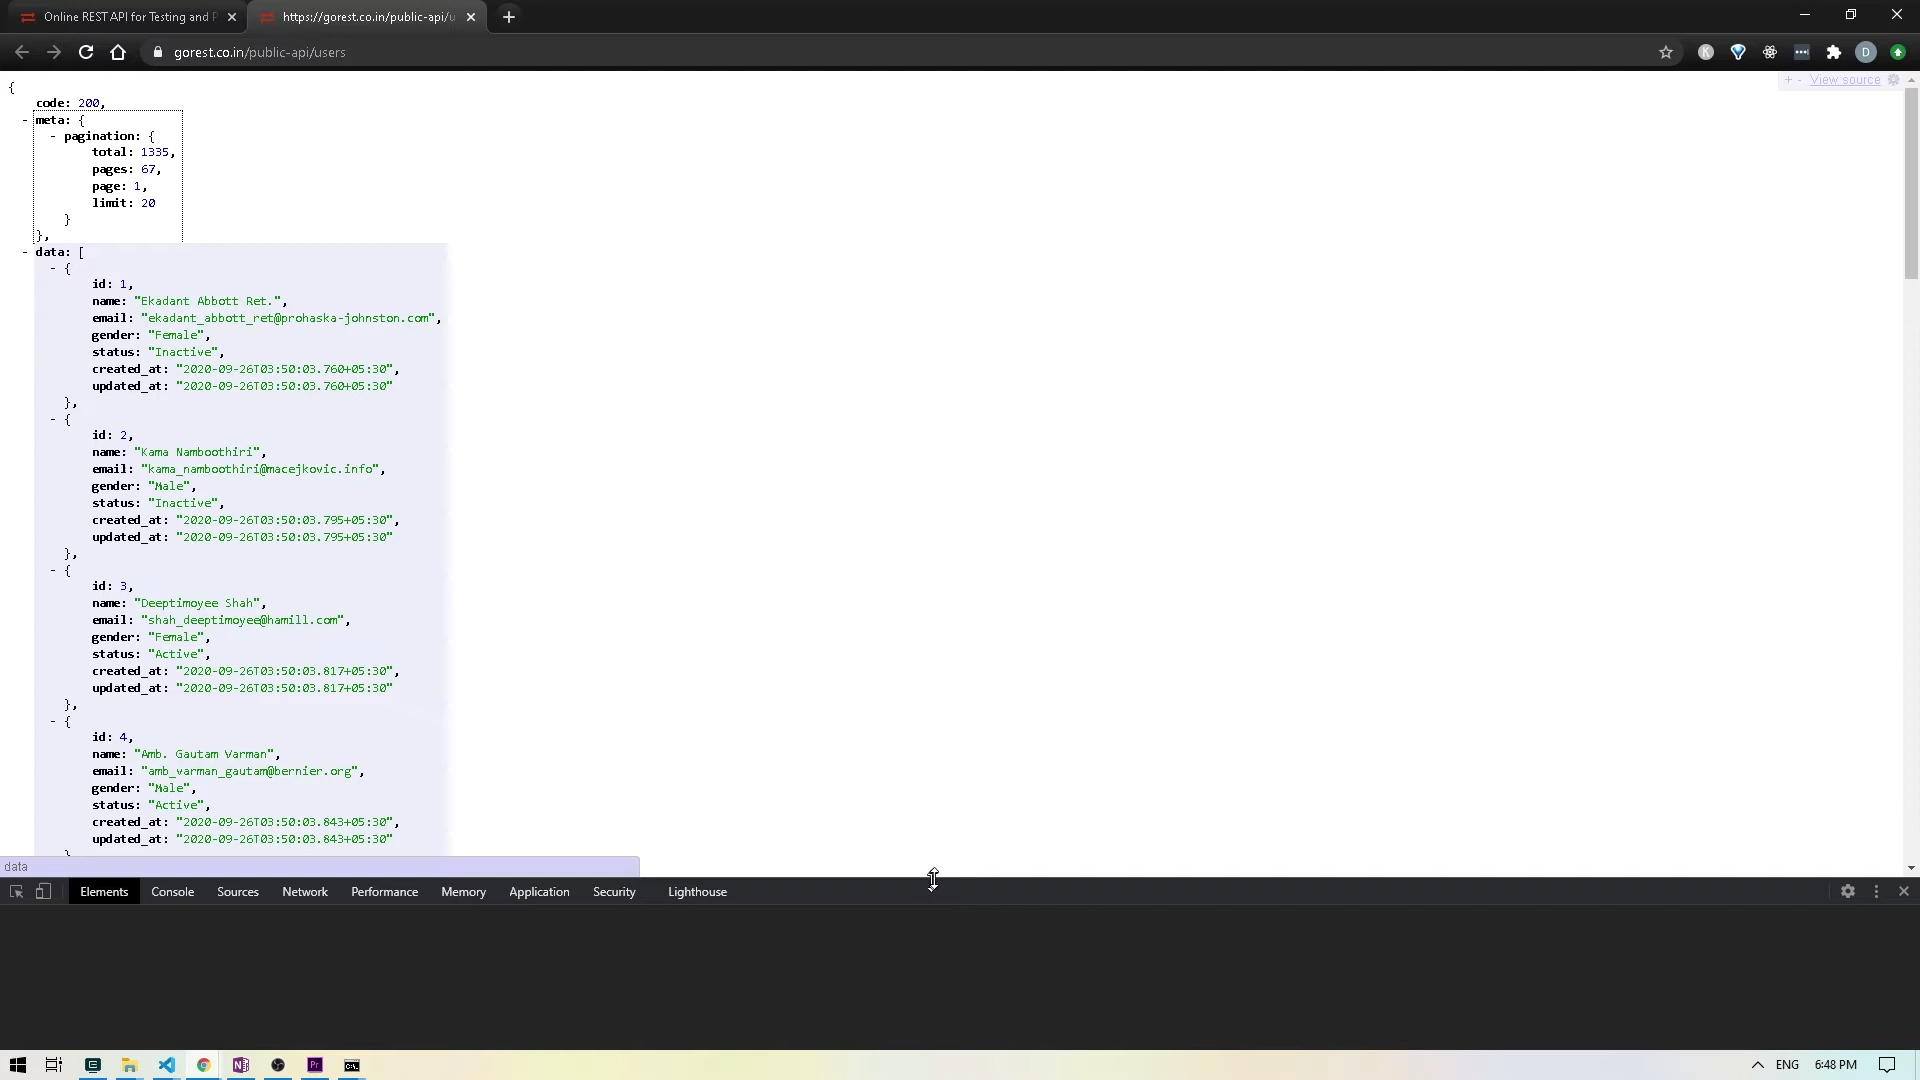 Online REST API for Testing and P
https://gorest.co.in/public-api/u
gorest.co.in/public-api/users
K
D
+ - View source
{
code: 200,
- meta: {
- pagination: {
total: 1335,
pages: 67,
page: 1,
limit: 20
}
},
- data: [
- {
id: 1,
name: "Ekadant Abbott Ret.",
email: "ekadant_abbott_ret@prohaska-johnston.com",
gender: "Female",
status: "Inactive",
created_at: "2020-09-26T03:50:03.760+05:30",
updated_at: "2020-09-26T03:50:03.760+05:30"
},
- {
id: 2,
name: "Kama Namboothiri",
email: "kama_namboothiri@macejkovic.info",
gender: "Male",
status: "Inactive",
created_at: "2020-09-26T03:50:03.795+05:30",
updated_at: "2020-09-26T03:50:03.795+05:30"
},
- {
id: 3,
name: "Deeptimoyee Shah",
email: "shah_deeptimoyee@hamill.com",
gender: "Female",
status: "Active",
created_at: "2020-09-26T03:50:03.817+05:30",
updated_at: "2020-09-26T03:50:03.817+05:30"
},
- {
id: 4,
name: "Amb. Gautam Varman",
email: "amb_varman_gautam@bernier.org",
gender: "Male",
status: "Active",
created_at: "2020-09-26T03:50:03.843+05:30",
updated_at: "2020-09-26T03:50:03.843+05:30"
}
data
Elements Console Sources Network Performance Memory Application Security Lighthouse
N Pr C:\
ENG 6:48 PM